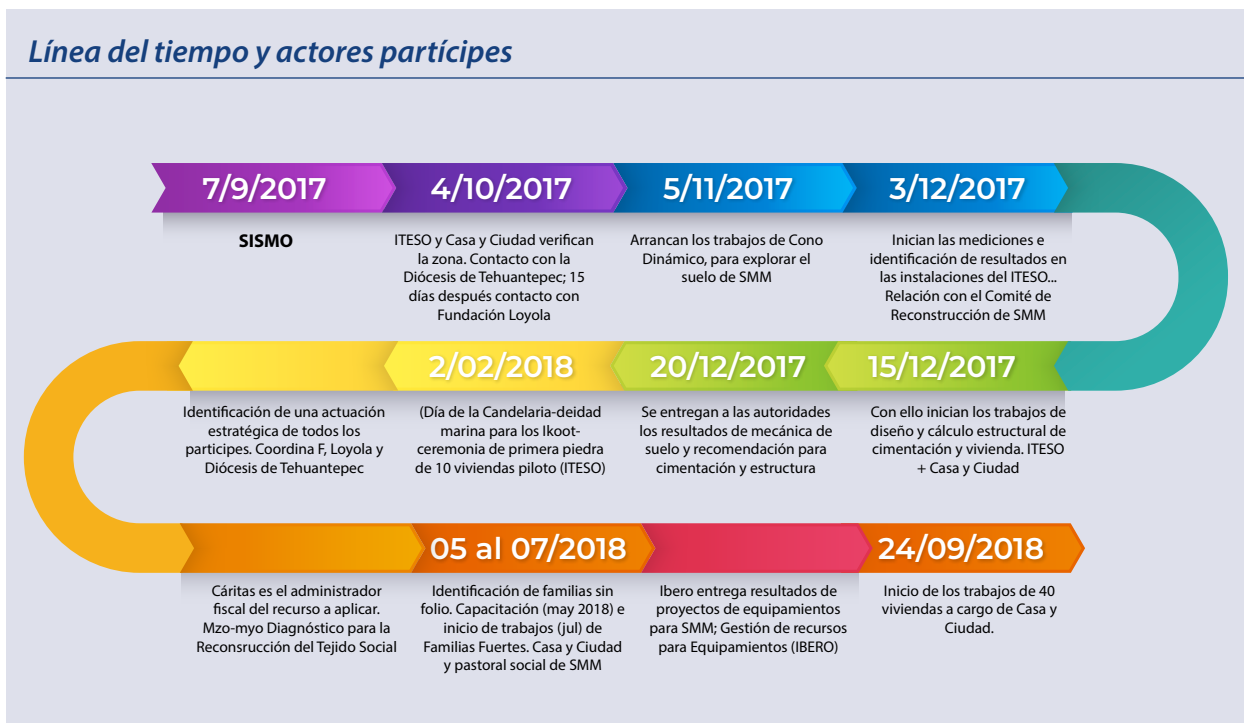 Línea del tiempo y actores partícipes
7/9/2017
SISMO
4/10/2017
ITESO y Casa y Ciudad verifican
la zona. Contacto con la
Diócesis de Tehuantepec; 15
días después contacto con
Fundación Loyola
5/11/2017
Arrancan los trabajos de Cono
Dinámico, para explorar el
suelo de SMM
3/12/2017
Inician las mediciones e
identificación de resultados en
las instalaciones del ITESO...
Relación con el Comité de
Reconstrucción de SMM
15/12/2017
Con ello inician los trabajos de
diseño y cálculo estructural de
cimentación y vivienda. ITESO
+ Casa y Ciudad
20/12/2017
Se entregan a las autoridades
los resultados de mecánica de
suelo y recomendación para
cimentación y estructura
2/02/2018
(Día de la Candelaria-deidad
marina para los Ikoot-
ceremonia de primera piedra
de 10 viviendas piloto (ITESO)
Identificación de una actuación
estratégica de todos los
participes. Coordina F, Loyola y
Diócesis de Tehuantepec
Cáritas es el administrador
fiscal del recurso a aplicar.
Mzo-myo Diagnóstico para la
Reconsrucción del Tejido Social
05 al 07/2018
Identificación de familias sin
folio. Capacitación (may 2018) e
inicio de trabajos (jul) de
Familias Fuertes. Casa y Ciudad
y pastoral social de SMM
Ibero entrega resultados de
proyectos de equipamientos
para SMM; Gestión de recursos
para Equipamientos (IBERO)
24/09/2018
Inicio de los trabajos de 40
viviendas a cargo de Casa y
Ciudad.